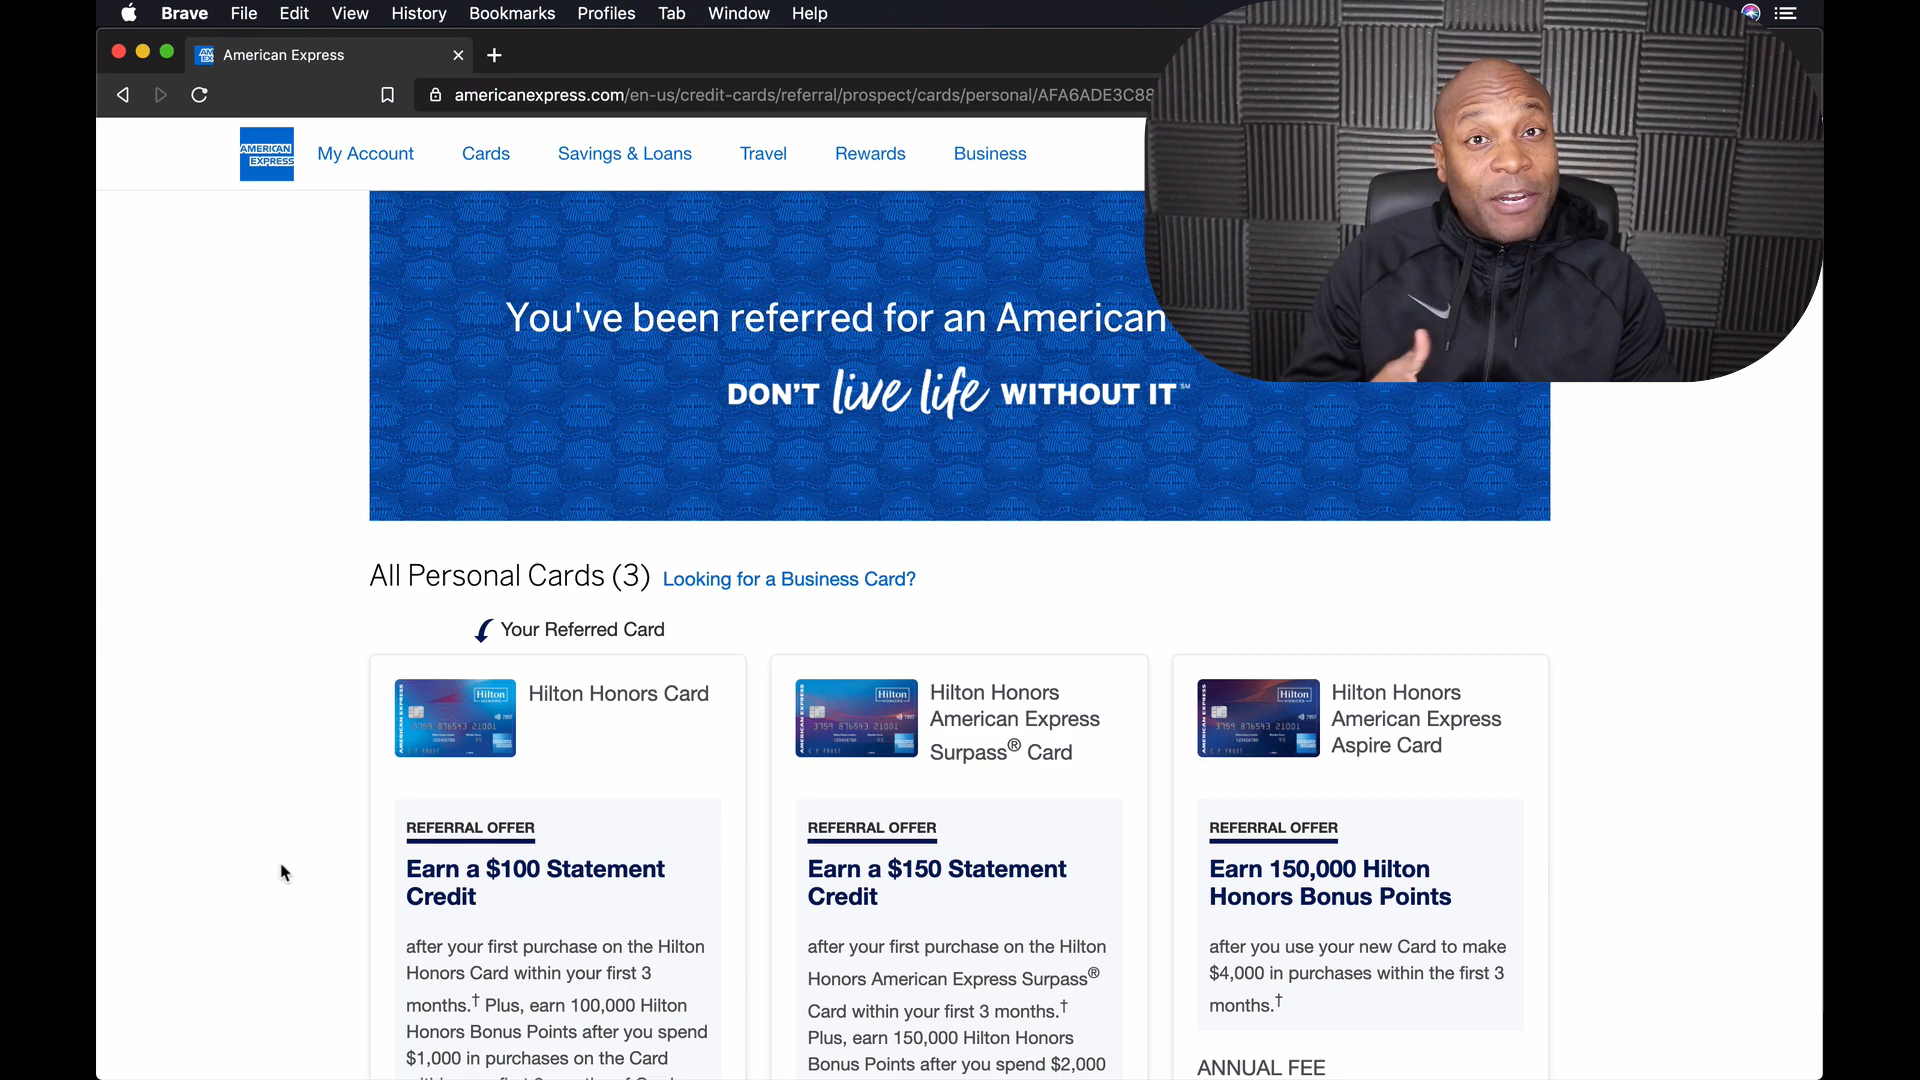 Brave File Edit View History Bookmarks Profiles Tab Window Help
American Express
americanexpress.com/en-us/credit-cards/referral/prospect/cards/personal/AFA6ADE3C88
AMERICAN EXPRESS
My Account Cards Savings & Loans Travel Rewards Business
You've been referred for an American
DON'T live life WITHOUT IT℠
All Personal Cards (3) Looking for a Business Card?
Your Referred Card
Hilton Honors Card
REFERRAL OFFER
Earn a $100 Statement
Credit
after your first purchase on the Hilton
Honors Card within your first 3
months.† Plus, earn 100,000 Hilton
Honors Bonus Points after you spend
$1,000 in purchases on the Card
Hilton Honors
American Express
Surpass® Card
REFERRAL OFFER
Earn a $150 Statement
Credit
after your first purchase on the Hilton
Honors American Express Surpass®
Card within your first 3 months.†
Plus, earn 150,000 Hilton Honors
Bonus Points after you spend $2,000
Hilton Honors
American Express
Aspire Card
REFERRAL OFFER
Earn 150,000 Hilton
Honors Bonus Points
after you use your new Card to make
$4,000 in purchases within the first 3
months.†
ANNUAL FEE